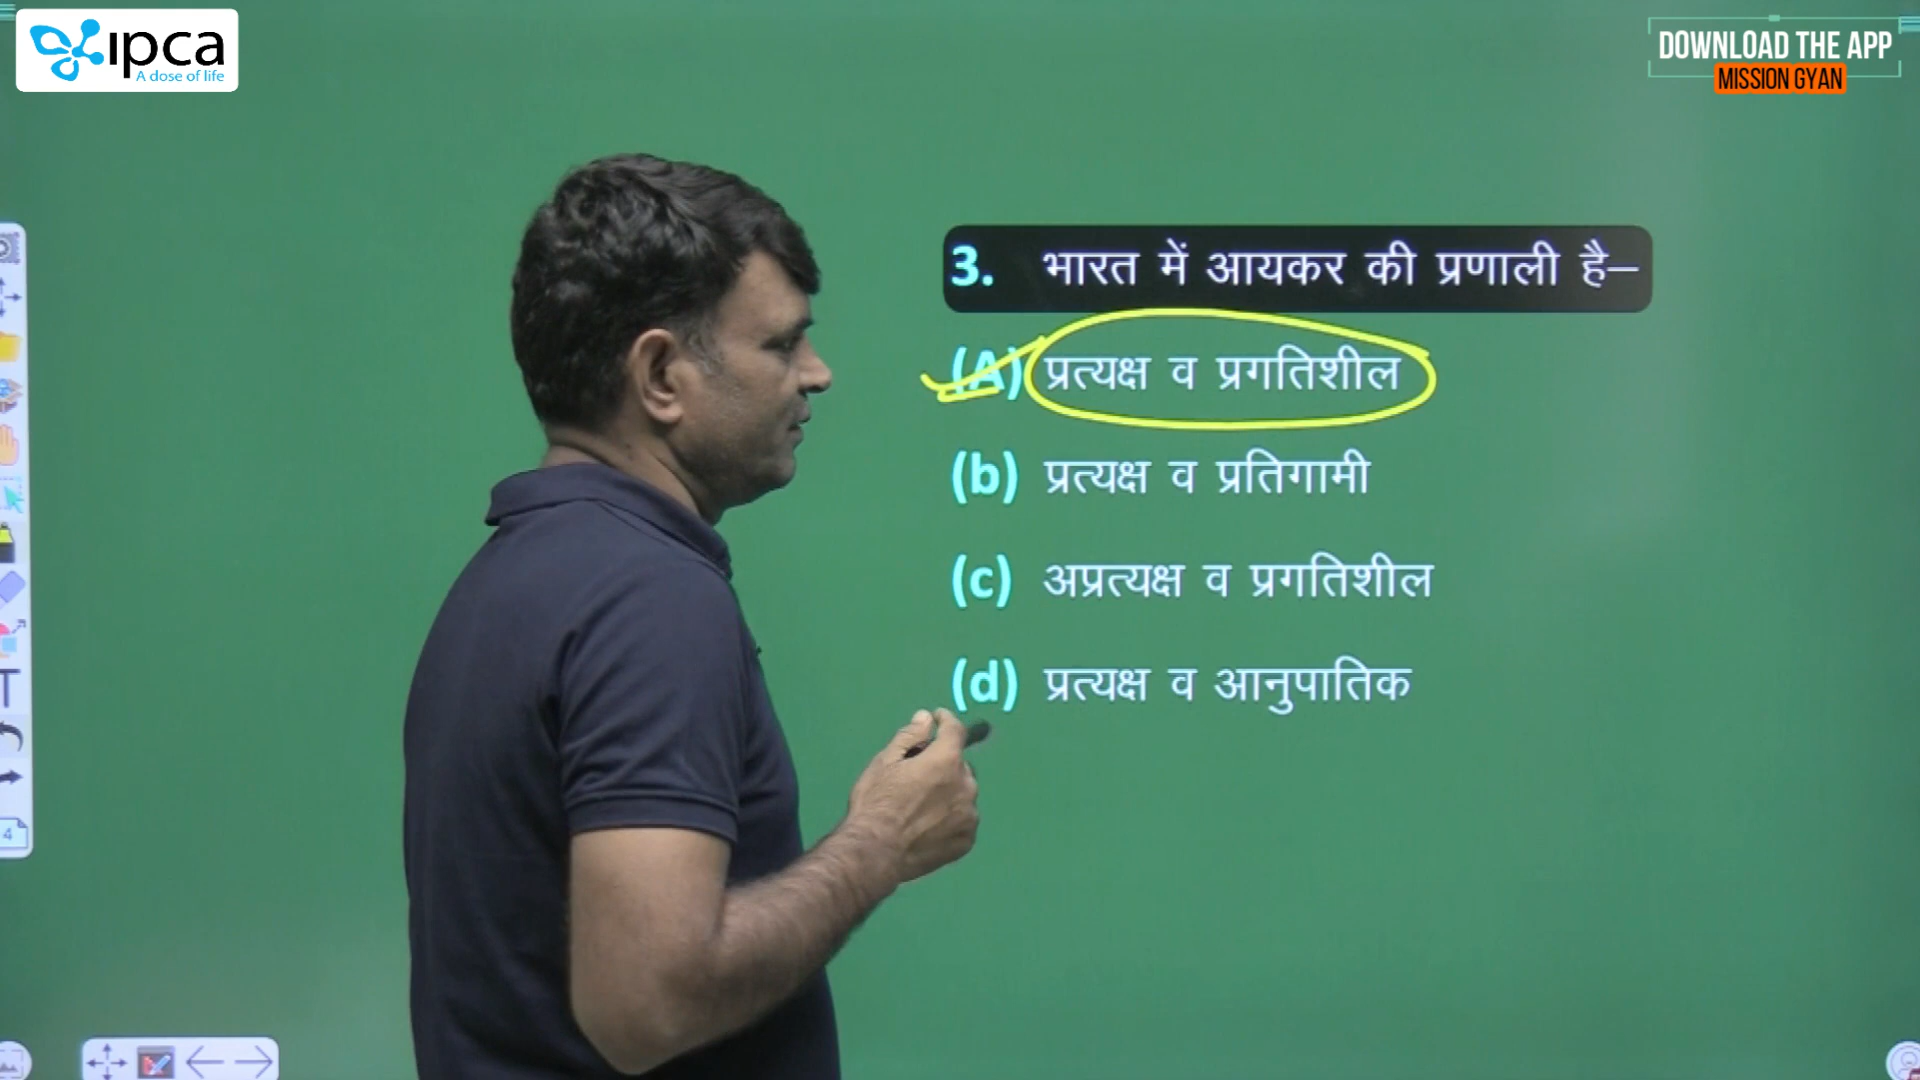 ipca
A dose of life
DOWNLOAD THE APP
MISSION GYAN
3. भारत में आयकर की प्रणाली है–
(A) प्रत्यक्ष व प्रगतिशील
(b) प्रत्यक्ष व प्रतिगामी
(c) अप्रत्यक्ष व प्रगतिशील
(d) प्रत्यक्ष व आनुपातिक
T
4